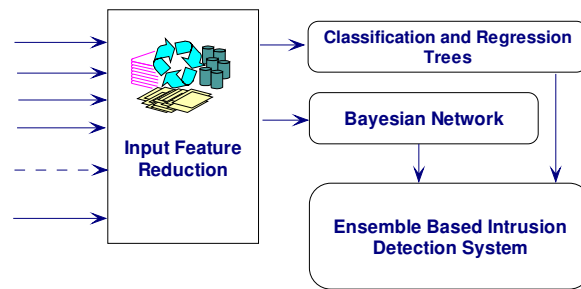 Classification and Regression
Trees
Bayesian Network
Input Feature
Reduction
Ensemble Based Intrusion
Detection System